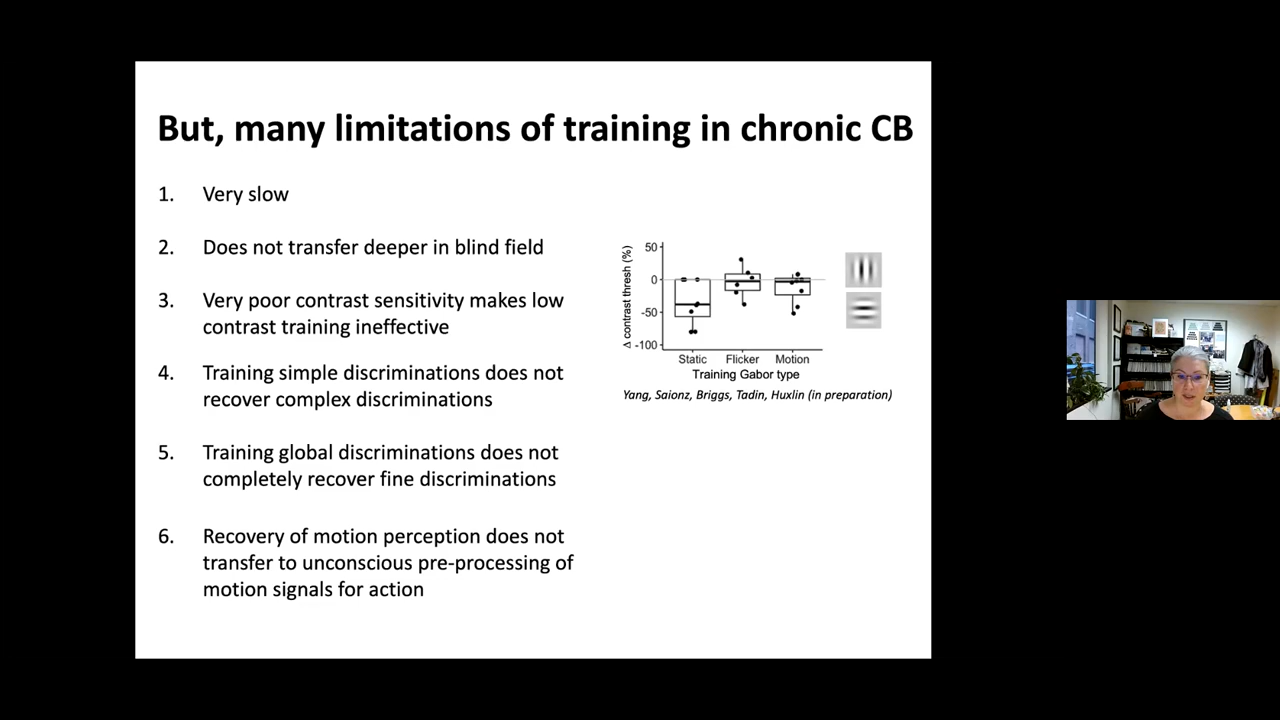 But, many limitations of training in chronic CB
1. Very slow
2. Does not transfer deeper in blind field
3. Very poor contrast sensitivity makes low
contrast training ineffective
4. Training simple discriminations does not
recover complex discriminations
5. Training global discriminations does not
completely recover fine discriminations
6. Recovery of motion perception does not
transfer to unconscious pre-processing of
motion signals for action
Δ contrast thresh (%)
50
0
-50
-100
Static Flicker Motion
Training Gabor type
Yang, Saionz, Briggs, Tadin, Huxlin (in preparation)